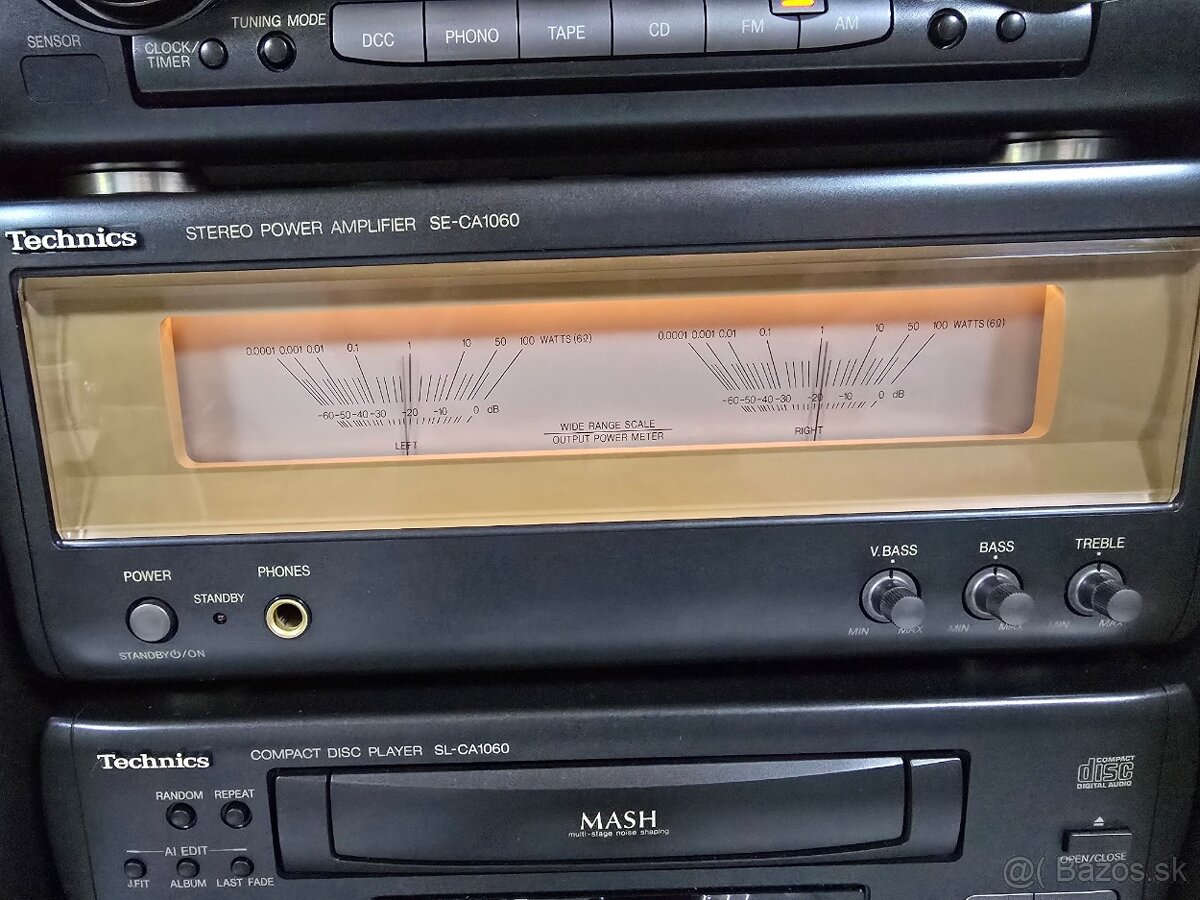 SENSOR
CLOCK/
TIMER
TUNING MODE
DCC
PHONO
TAPE
CD
FM
AM
Technics
STEREO POWER AMPLIFIER SE-CA1060
0.0001 0.001 0.01 0.1 1 10 50 100 WATTS (6Ω)
-60 -50 -40 -30 -20 -10 0 dB
LEFT
WIDE RANGE SCALE
OUTPUT POWER METER
0.0001 0.001 0.01 0.1 1 10 50 100 WATTS (6Ω)
-60 -50 -40 -30 -20 -10 0 dB
RIGHT
POWER
STANDBY⏻/ON
STANDBY
PHONES
V.BASS
MIN MAX
BASS
MIN MAX
TREBLE
MIN MAX
Technics
COMPACT DISC PLAYER SL-CA1060
RANDOM REPEAT
AI EDIT
J.FIT ALBUM LAST FADE
MASH
multi-stage noise shaping
COMPACT
disc
DIGITAL AUDIO
OPEN/CLOSE
@( Bazos.sk